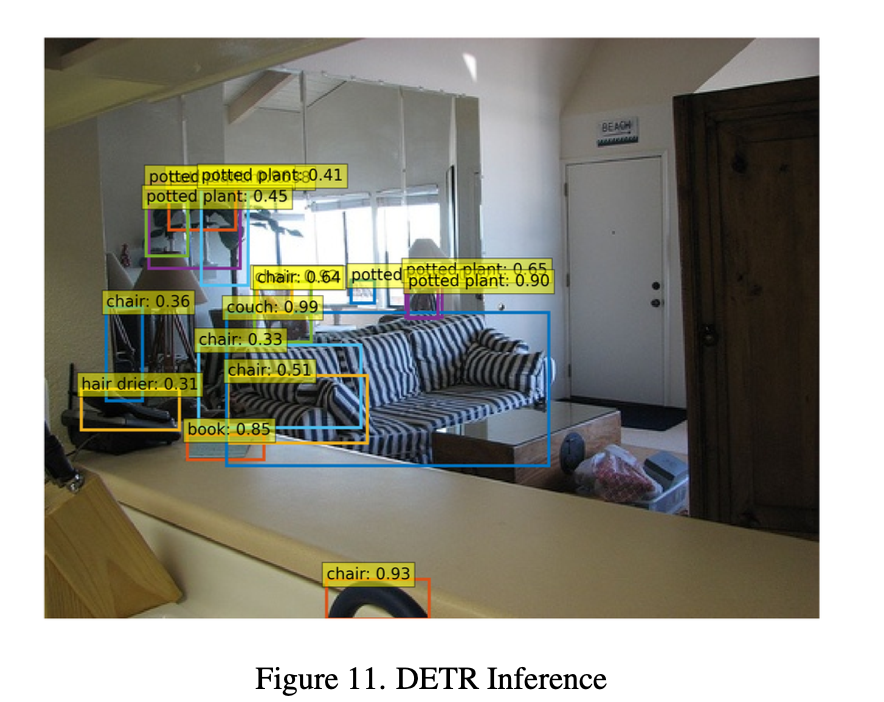 BEACH
potted potted plant: 0.41
potted plant: 0.45
chair: 0.64 potted potted plant: 0.65
potted plant: 0.90
chair: 0.36
couch: 0.99
chair: 0.33
chair: 0.51
hair drier: 0.31
book: 0.85
chair: 0.93
Figure 11. DETR Inference